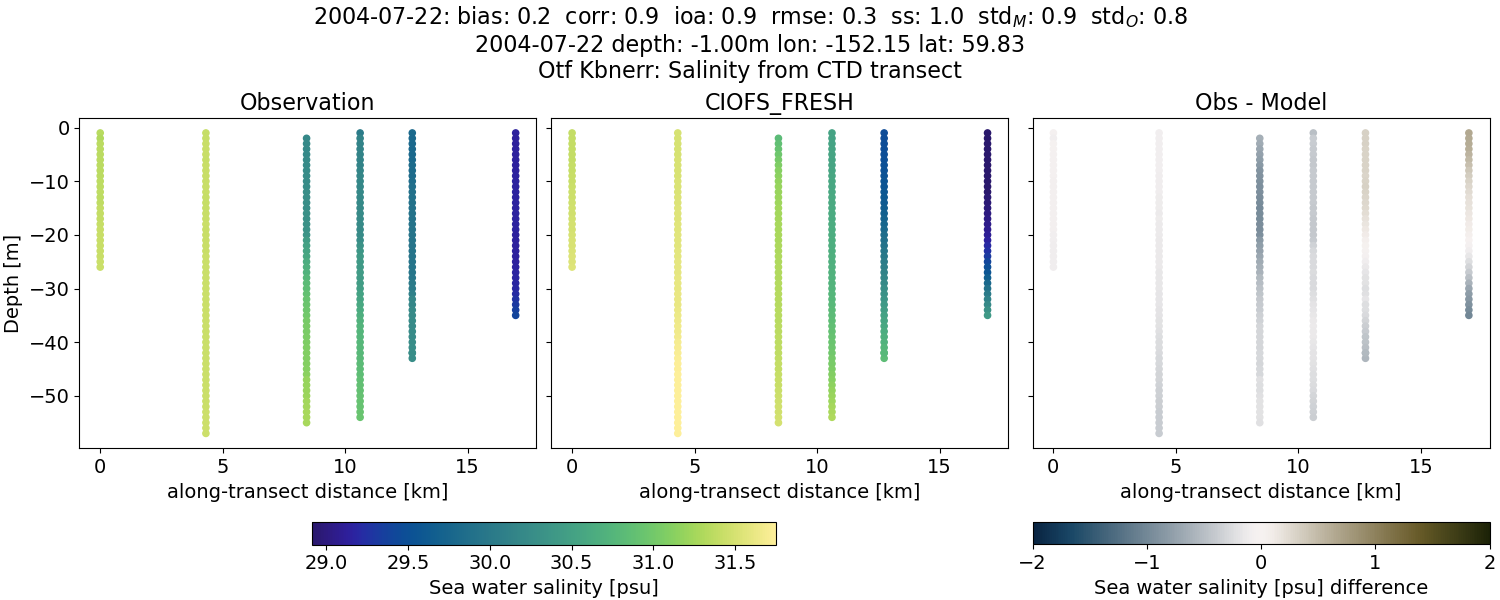 2004-07-22: bias: 0.2 corr: 0.9 ioa: 0.9 rmse: 0.3 ss: 1.0 std_M: 0.9 std_O: 0.8
2004-07-22 depth: -1.00m lon: -152.15 lat: 59.83
Otf Kbnerr: Salinity from CTD transect
Observation
CIOFS_FRESH
Obs - Model
Depth [m]
0
−10
−20
−30
−40
−50
0 5 10 15
0 5 10 15
0 5 10 15
along-transect distance [km]
along-transect distance [km]
along-transect distance [km]
29.0 29.5 30.0 30.5 31.0 31.5
Sea water salinity [psu]
−2 −1 0 1 2
Sea water salinity [psu] difference